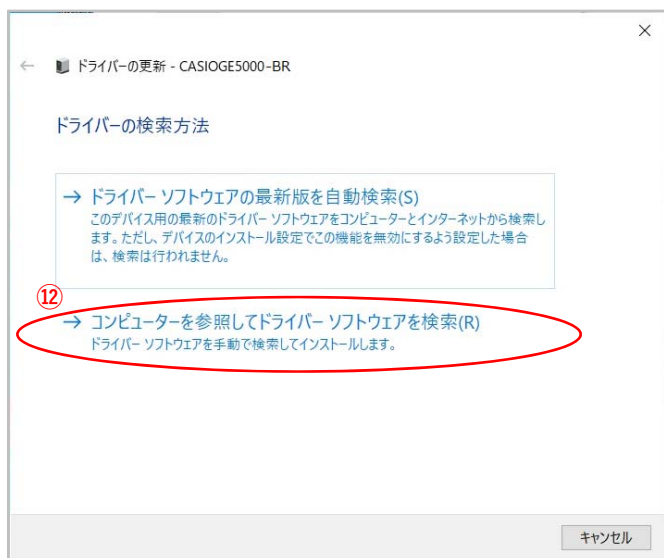 ドライバーの更新 - CASIOGE5000-BR
ドライバーの検索方法
→ ドライバー ソフトウェアの最新版を自動検索(S)
このデバイス用の最新のドライバー ソフトウェアをコンピューターとインターネットから検索し
ます。ただし、デバイスのインストール設定でこの機能を無効にするよう設定した場合
は、検索は行われません。
⑫
→ コンピューターを参照してドライバー ソフトウェアを検索(R)
ドライバー ソフトウェアを手動で検索してインストールします。
キャンセル